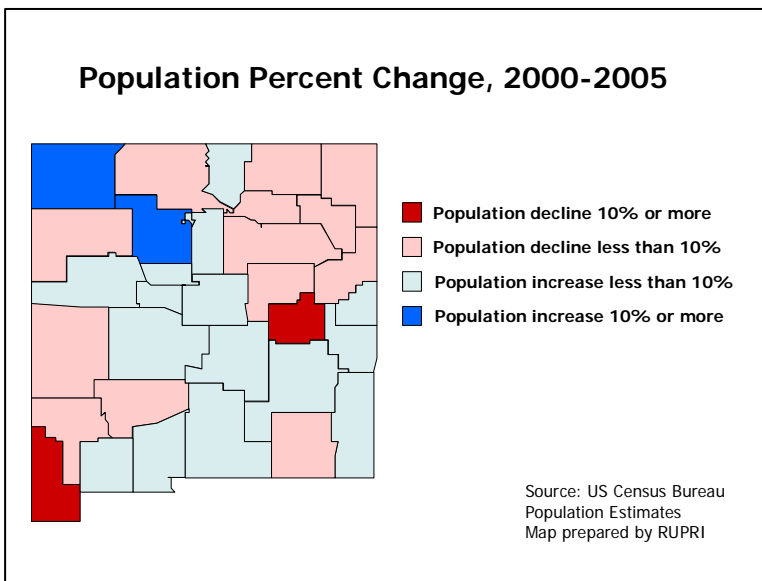 Population Percent Change, 2000-2005
Population decline 10% or more
Population decline less than 10%
Population increase less than 10%
Population increase 10% or more
Source: US Census Bureau
Population Estimates
Map prepared by RUPRI